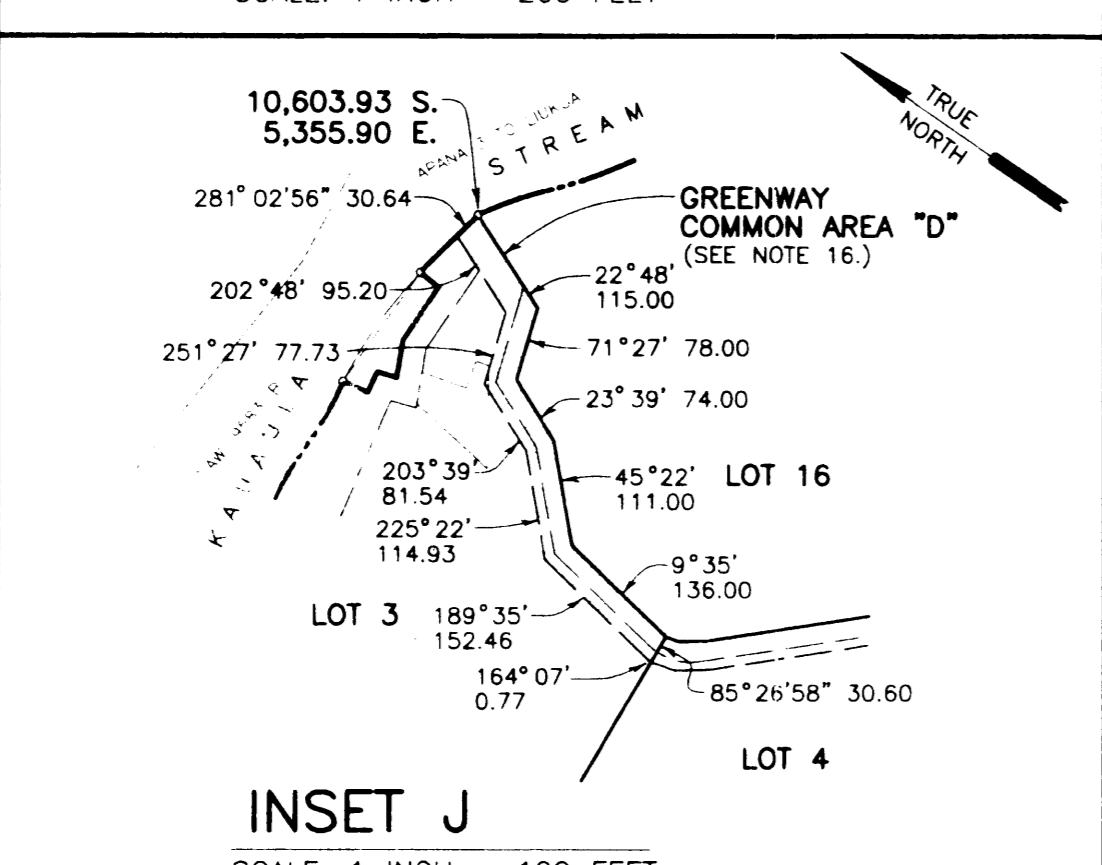 10,603.93 S.
5,355.90 E.
STREAM
TRUE
NORTH
281° 02'56" 30.64
GREENWAY
COMMON AREA "D"
(SEE NOTE 16.)
202°48' 95.20
22°48'
115.00
251°27' 77.73
71°27' 78.00
23°39' 74.00
203°39'
81.54
45°22'
111.00
LOT 16
225°22'
114.93
9°35'
136.00
LOT 3
189°35'
152.46
164°07'
0.77
85°26'58" 30.60
LOT 4
INSET J